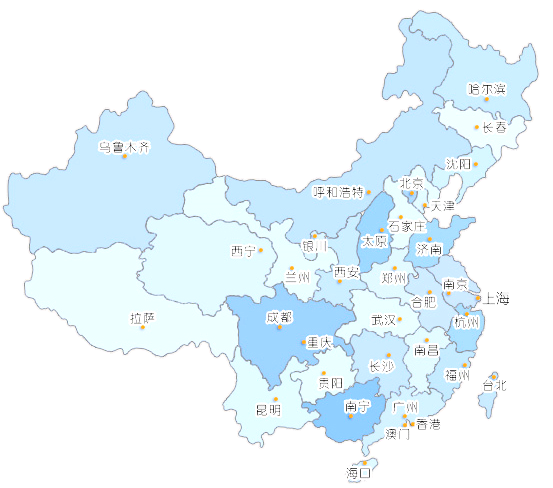 哈尔滨
长春
乌鲁木齐
沈阳
呼和浩特
北京
天津
石家庄
太原
银川
济南
西宁
兰州
西安
郑州
南京
合肥
上海
拉萨
成都
武汉
杭州
重庆
南昌
长沙
贵阳
福州
台北
昆明
南宁
广州
香港
澳门
海口